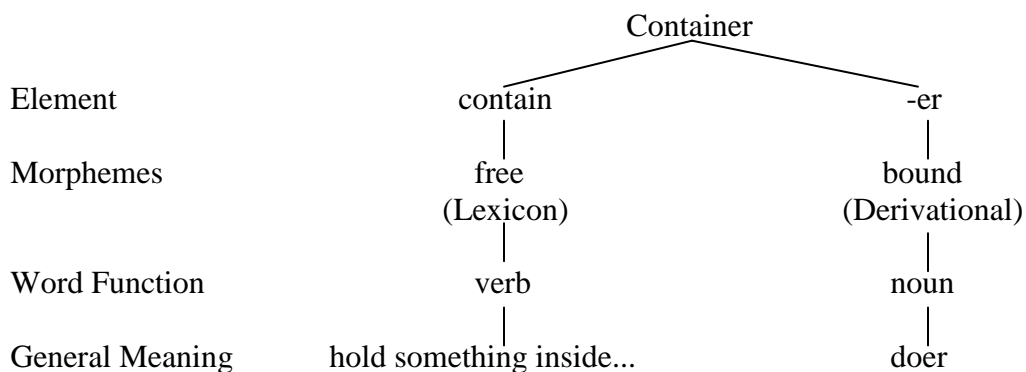 Container
Element contain -er
Morphemes free bound
(Lexicon) (Derivational)
Word Function verb noun
General Meaning hold something inside... doer